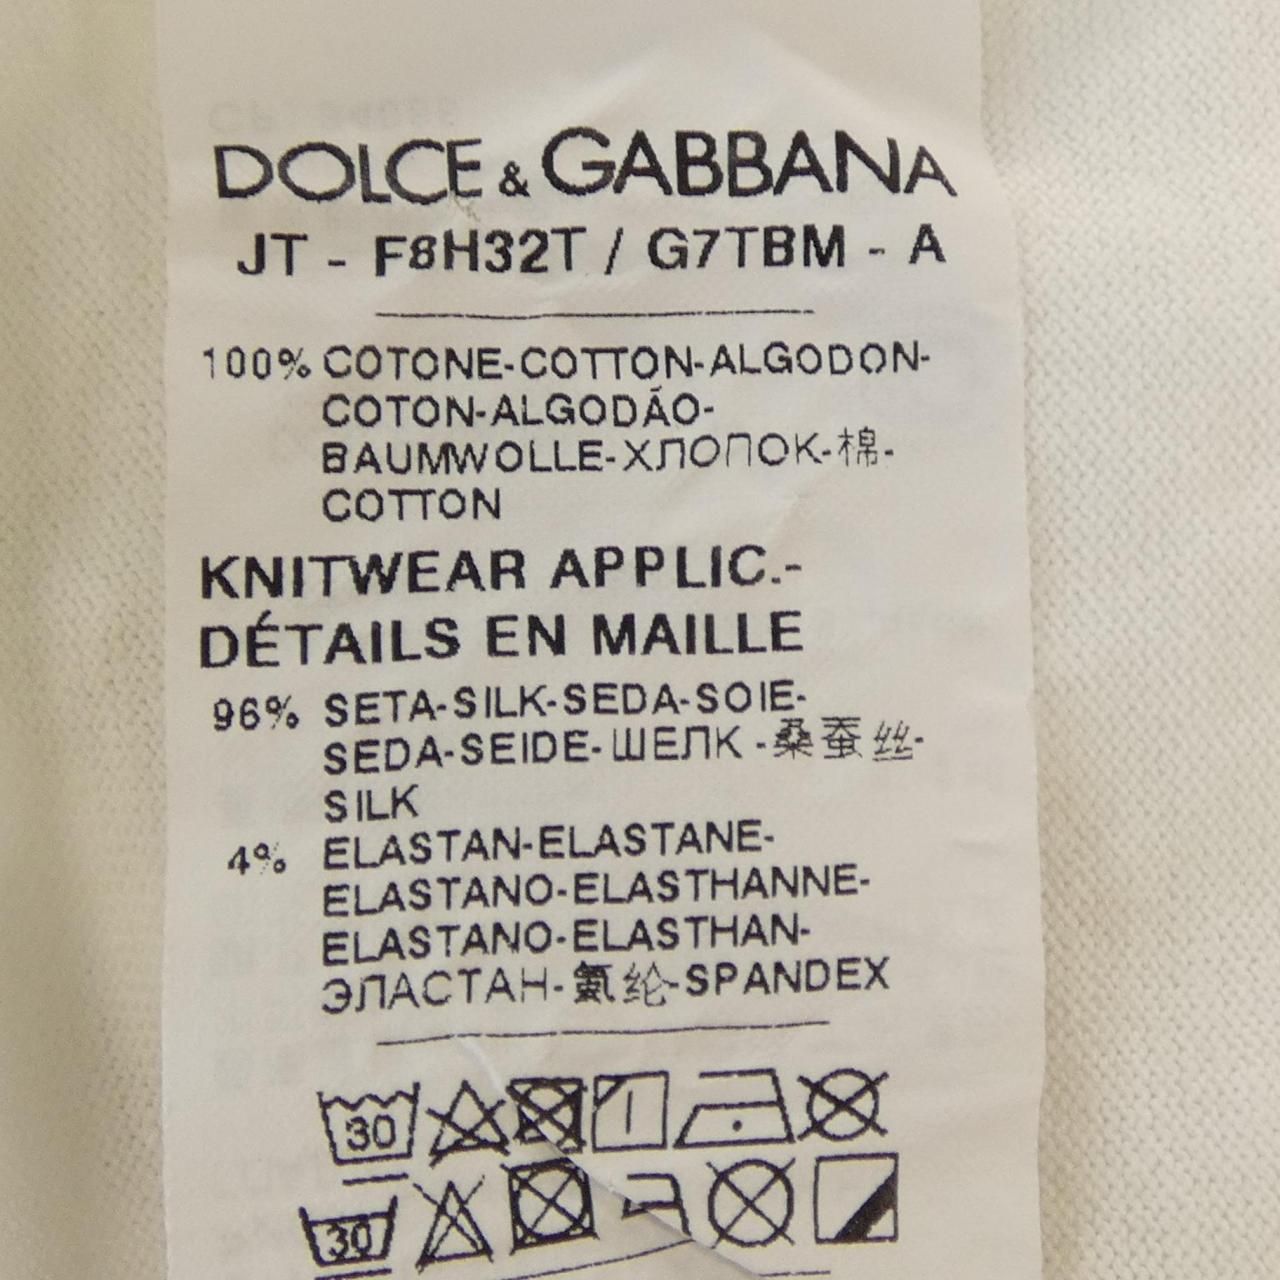 DOLCE & GABBANA
JT - F8H32T / G7TBM - A
100% COTONE-COTTON-ALGODON-
COTON-ALGODÃO-
BAUMWOLLE-ХЛОПОК-棉-
COTTON
KNITWEAR APPLIC.-
DÉTAILS EN MAILLE
96% SETA-SILK-SEDA-SOIE-
SEDA-SEIDE-ШЕЛК-桑蚕丝-
SILK
4% ELASTAN-ELASTANE-
ELASTANO-ELASTHANNE-
ELASTANO-ELASTHAN-
ЭЛАСТАН-氨纶-SPANDEX
30
30